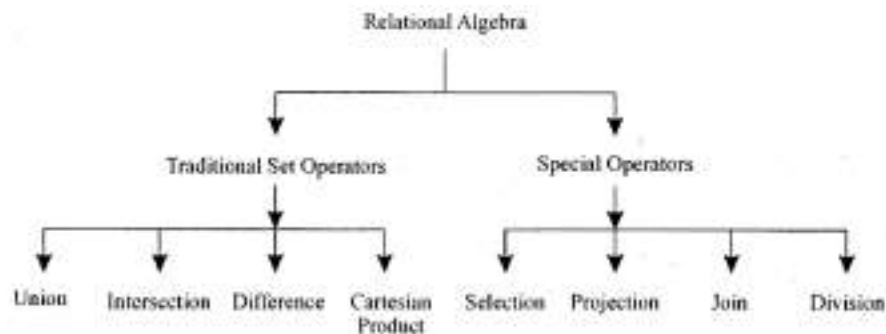 Relational Algebra
Traditional Set Operators
Special Operators
Union
Intersection
Difference
Cartesian
Product
Selection
Projection
Join
Division